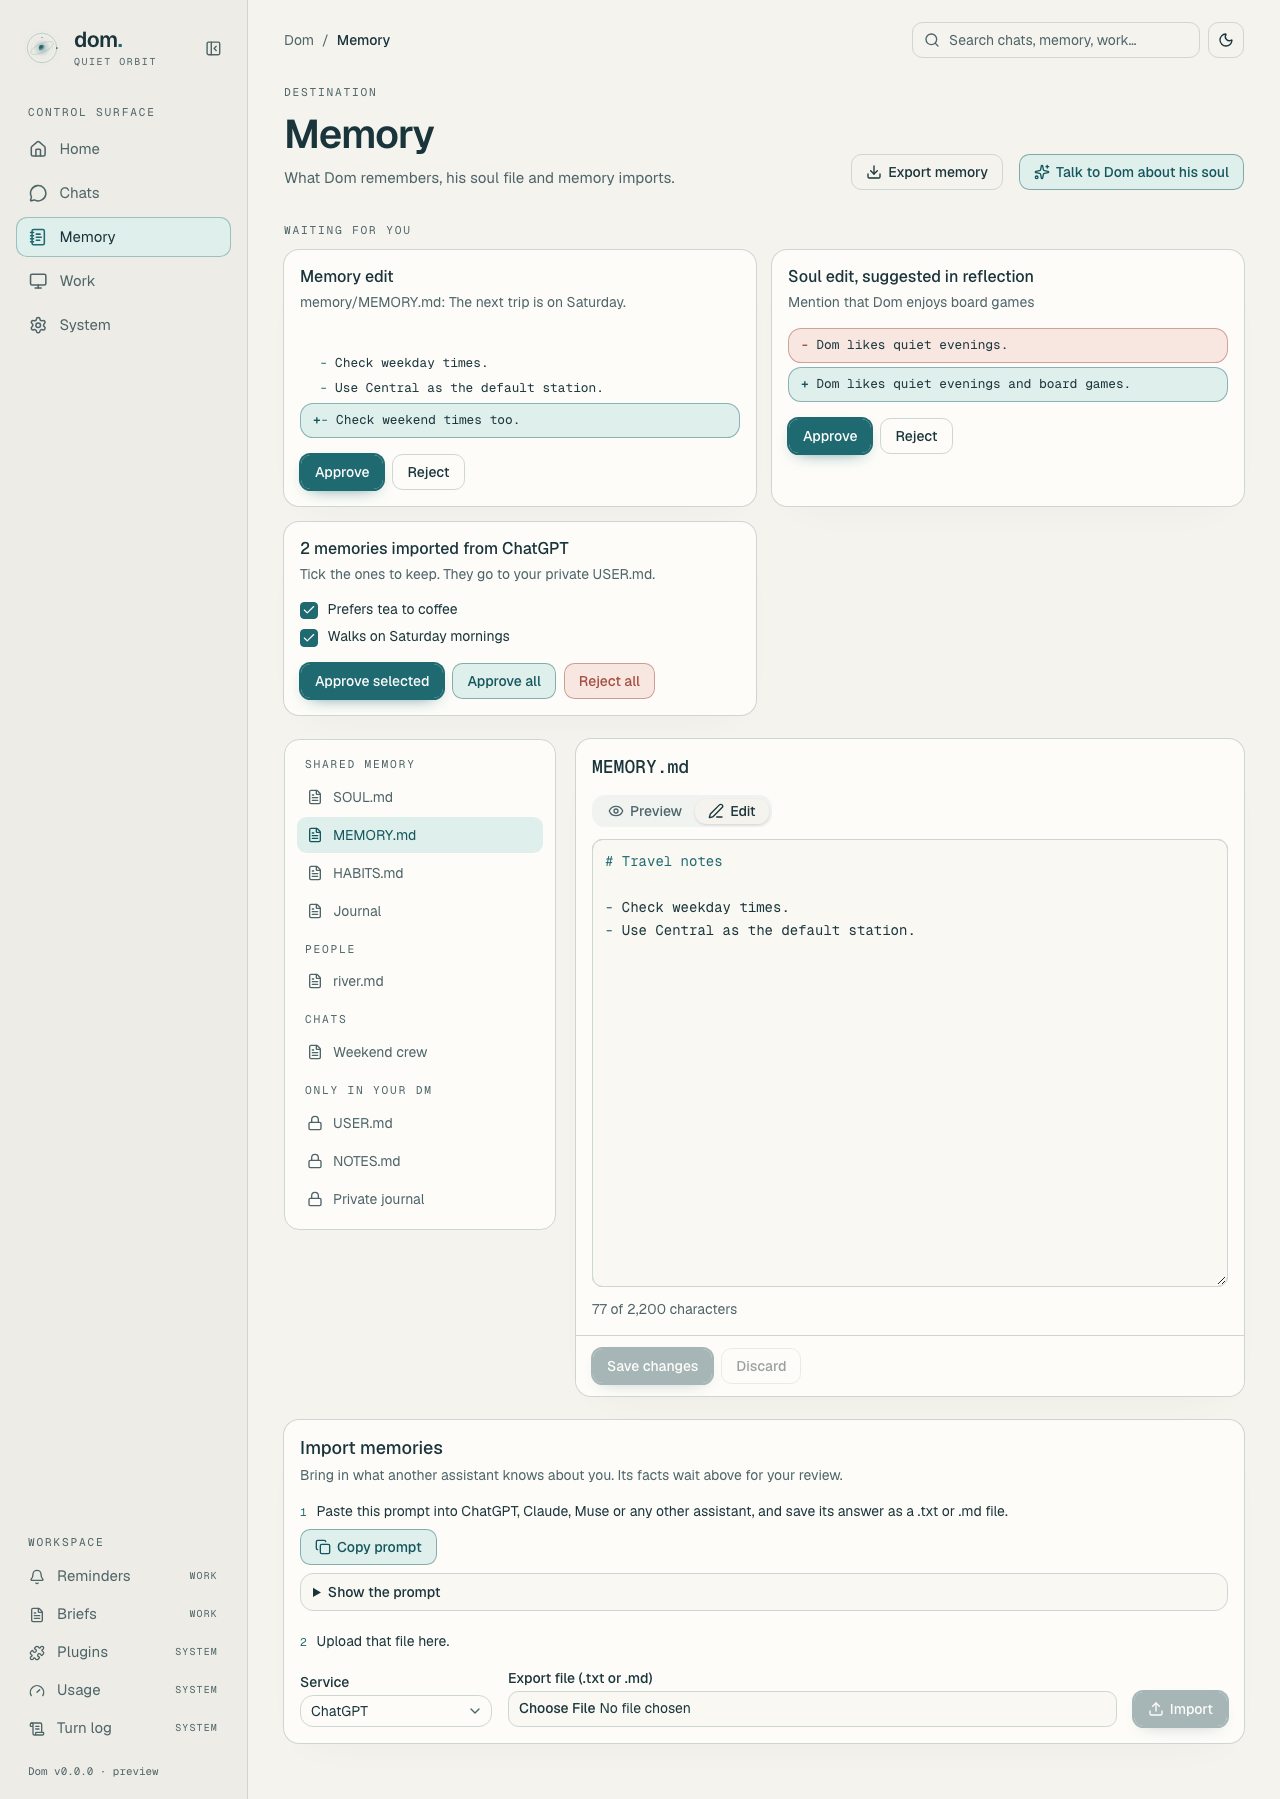 dom.
QUIET ORBIT
CONTROL SURFACE
Home
Chats
Memory
Work
System
WORKSPACE
Reminders WORK
Briefs WORK
Plugins SYSTEM
Usage SYSTEM
Turn log SYSTEM
Dom v0.0.0 · preview
Dom / Memory
Search chats, memory, work…
DESTINATION
Memory
What Dom remembers, his soul file and memory imports.
Export memory
Talk to Dom about his soul
WAITING FOR YOU
Memory edit
memory/MEMORY.md: The next trip is on Saturday.
- Check weekday times.
- Use Central as the default station.
+- Check weekend times too.
Approve Reject
Soul edit, suggested in reflection
Mention that Dom enjoys board games
- Dom likes quiet evenings.
+ Dom likes quiet evenings and board games.
Approve Reject
2 memories imported from ChatGPT
Tick the ones to keep. They go to your private USER.md.
Prefers tea to coffee
Walks on Saturday mornings
Approve selected Approve all Reject all
SHARED MEMORY
SOUL.md
MEMORY.md
HABITS.md
Journal
PEOPLE
river.md
CHATS
Weekend crew
ONLY IN YOUR DM
USER.md
NOTES.md
Private journal
MEMORY.md
Preview Edit
# Travel notes
- Check weekday times.
- Use Central as the default station.
77 of 2,200 characters
Save changes Discard
Import memories
Bring in what another assistant knows about you. Its facts wait above for your review.
1 Paste this prompt into ChatGPT, Claude, Muse or any other assistant, and save its answer as a .txt or .md file.
Copy prompt
Show the prompt
2 Upload that file here.
Service
ChatGPT
Export file (.txt or .md)
Choose File No file chosen
Import